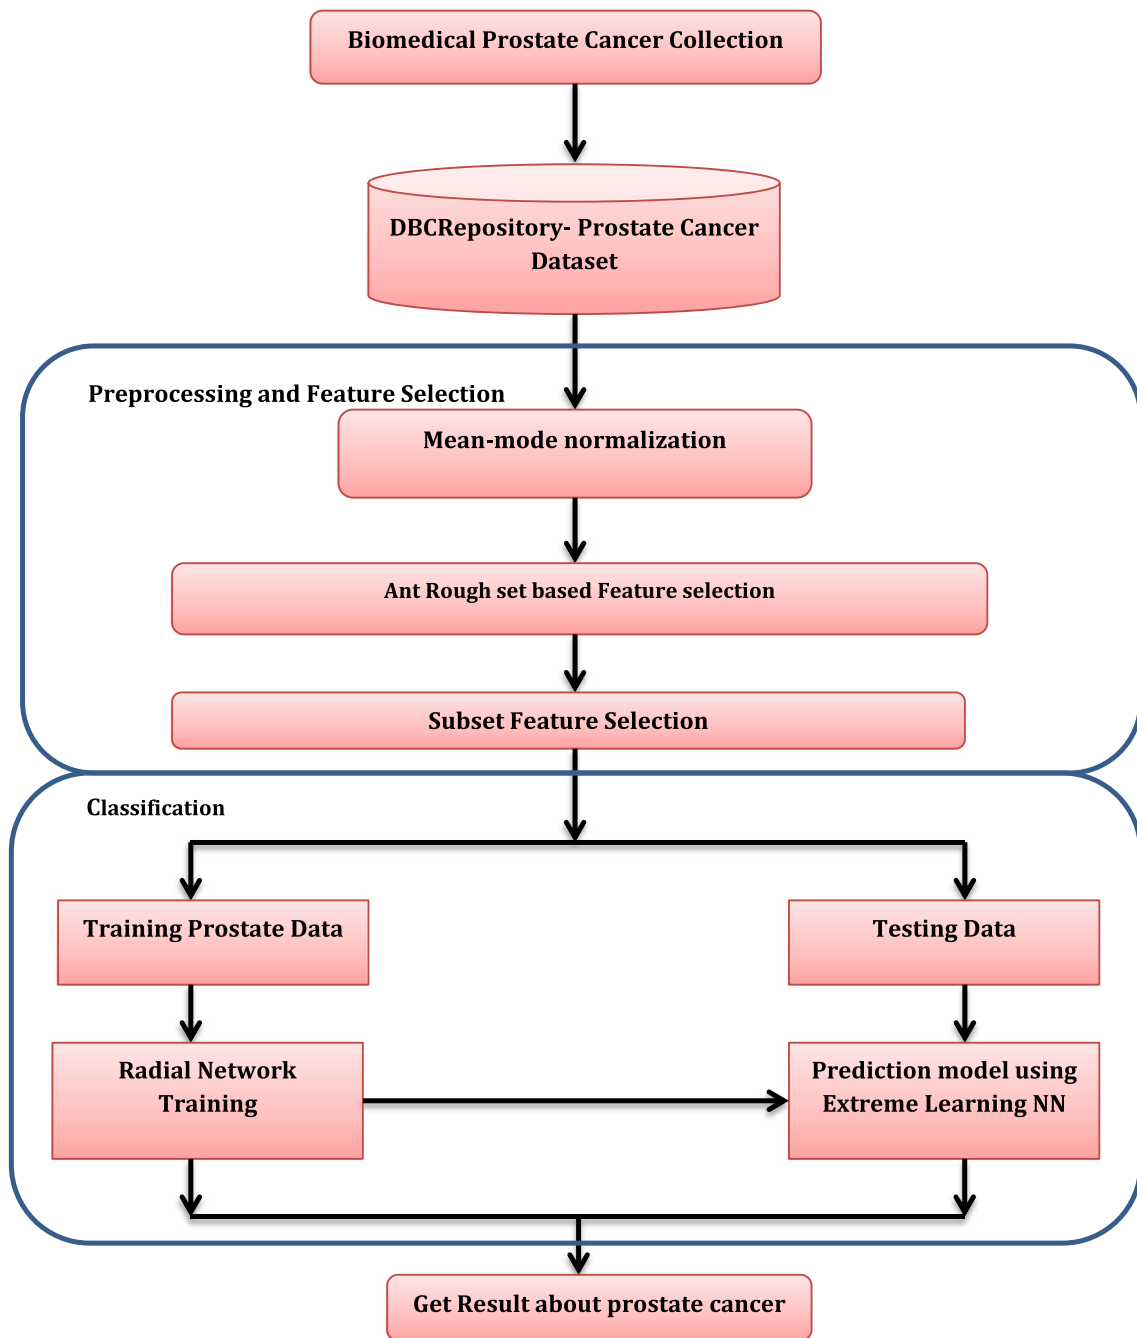 Biomedical Prostate Cancer Collection
DBCRepository- Prostate Cancer
Dataset
Preprocessing and Feature Selection
Mean-mode normalization
Ant Rough set based Feature selection
Subset Feature Selection
Classification
Training Prostate Data
Testing Data
Radial Network
Training
Prediction model using
Extreme Learning NN
Get Result about prostate cancer